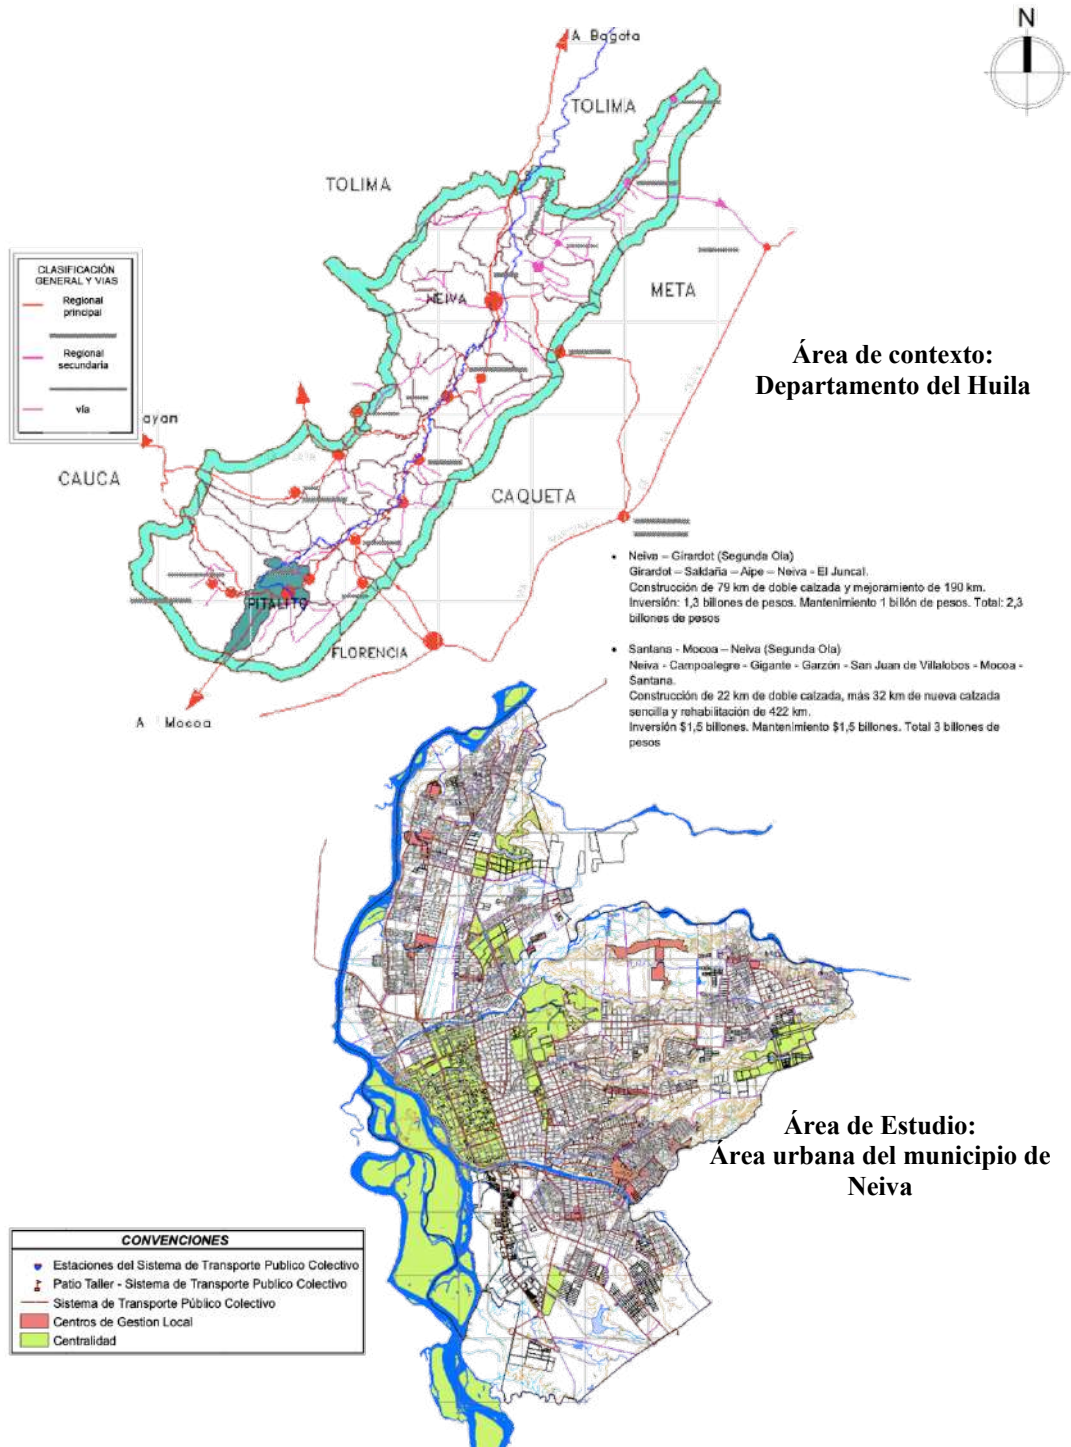 N
A Bogota
TOLIMA
TOLIMA
CLASIFICACIÓN
GENERAL Y VIAS
Regional
principal
Regional
secundaria
vía
NEIVA
META
Área de contexto:
Departamento del Huila
ayan
CAUCA
CAQUETA
PITALITO
FLORENCIA
A Mocoa
• Neiva – Girardot (Segunda Ola)
Girardot – Saldaña – Aipe – Neiva - El Juncal.
Construcción de 79 km de doble calzada y mejoramiento de 190 km.
Inversión: 1,3 billones de pesos. Mantenimiento 1 billón de pesos. Total: 2,3
billones de pesos
• Santana - Mocoa – Neiva (Segunda Ola)
Neiva - Campoalegre - Gigante - Garzón - San Juan de Villalobos - Mocoa -
Santana.
Construcción de 22 km de doble calzada, más 32 km de nueva calzada
sencilla y rehabilitación de 422 km.
Inversión $1,5 billones. Mantenimiento $1,5 billones. Total 3 billones de
pesos
Área de Estudio:
Área urbana del municipio de
Neiva
CONVENCIONES
Estaciones del Sistema de Transporte Publico Colectivo
Patio Taller - Sistema de Transporte Publico Colectivo
Sistema de Transporte Público Colectivo
Centros de Gestion Local
Centralidad